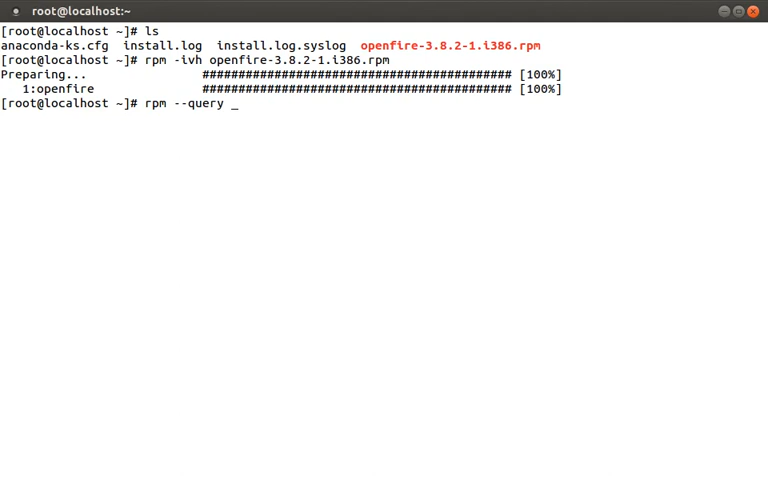 root@localhost:~
[root@localhost ~]# ls
anaconda-ks.cfg  install.log  install.log.syslog  openfire-3.8.2-1.i386.rpm
[root@localhost ~]# rpm -ivh openfire-3.8.2-1.i386.rpm
Preparing...                ########################################### [100%]
   1:openfire               ########################################### [100%]
[root@localhost ~]# rpm --query _